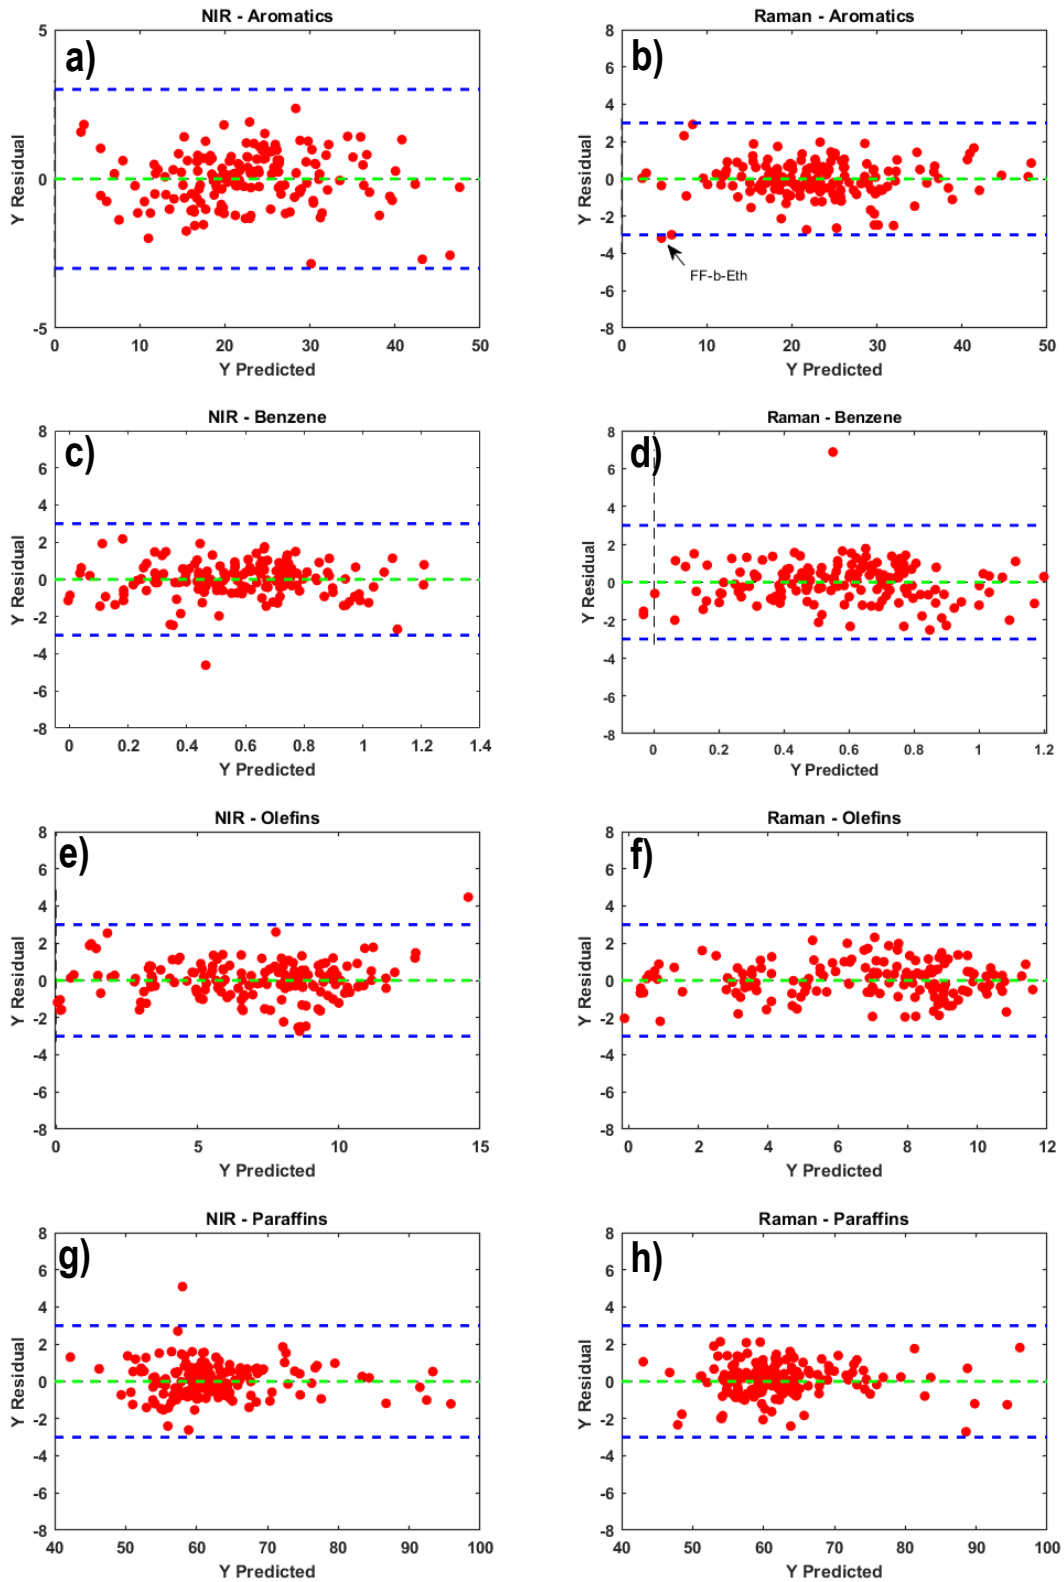 NIR - Aromatics
a)
5
0
-5
Y Residual
0 10 20 30 40 50
Y Predicted
Raman - Aromatics
b)
8
6
4
2
0
-2
-4
-6
-8
Y Residual
FF-b-Eth
0 10 20 30 40 50
Y Predicted
NIR - Benzene
c)
8
6
4
2
0
-2
-4
-6
-8
Y Residual
0 0.2 0.4 0.6 0.8 1 1.2 1.4
Y Predicted
Raman - Benzene
d)
8
6
4
2
0
-2
-4
-6
-8
Y Residual
0 0.2 0.4 0.6 0.8 1 1.2
Y Predicted
NIR - Olefins
e)
8
6
4
2
0
-2
-4
-6
-8
Y Residual
0 5 10 15
Y Predicted
Raman - Olefins
f)
8
6
4
2
0
-2
-4
-6
-8
Y Residual
0 2 4 6 8 10 12
Y Predicted
NIR - Paraffins
g)
8
6
4
2
0
-2
-4
-6
-8
Y Residual
40 50 60 70 80 90 100
Y Predicted
Raman - Paraffins
h)
8
6
4
2
0
-2
-4
-6
-8
Y Residual
40 50 60 70 80 90 100
Y Predicted